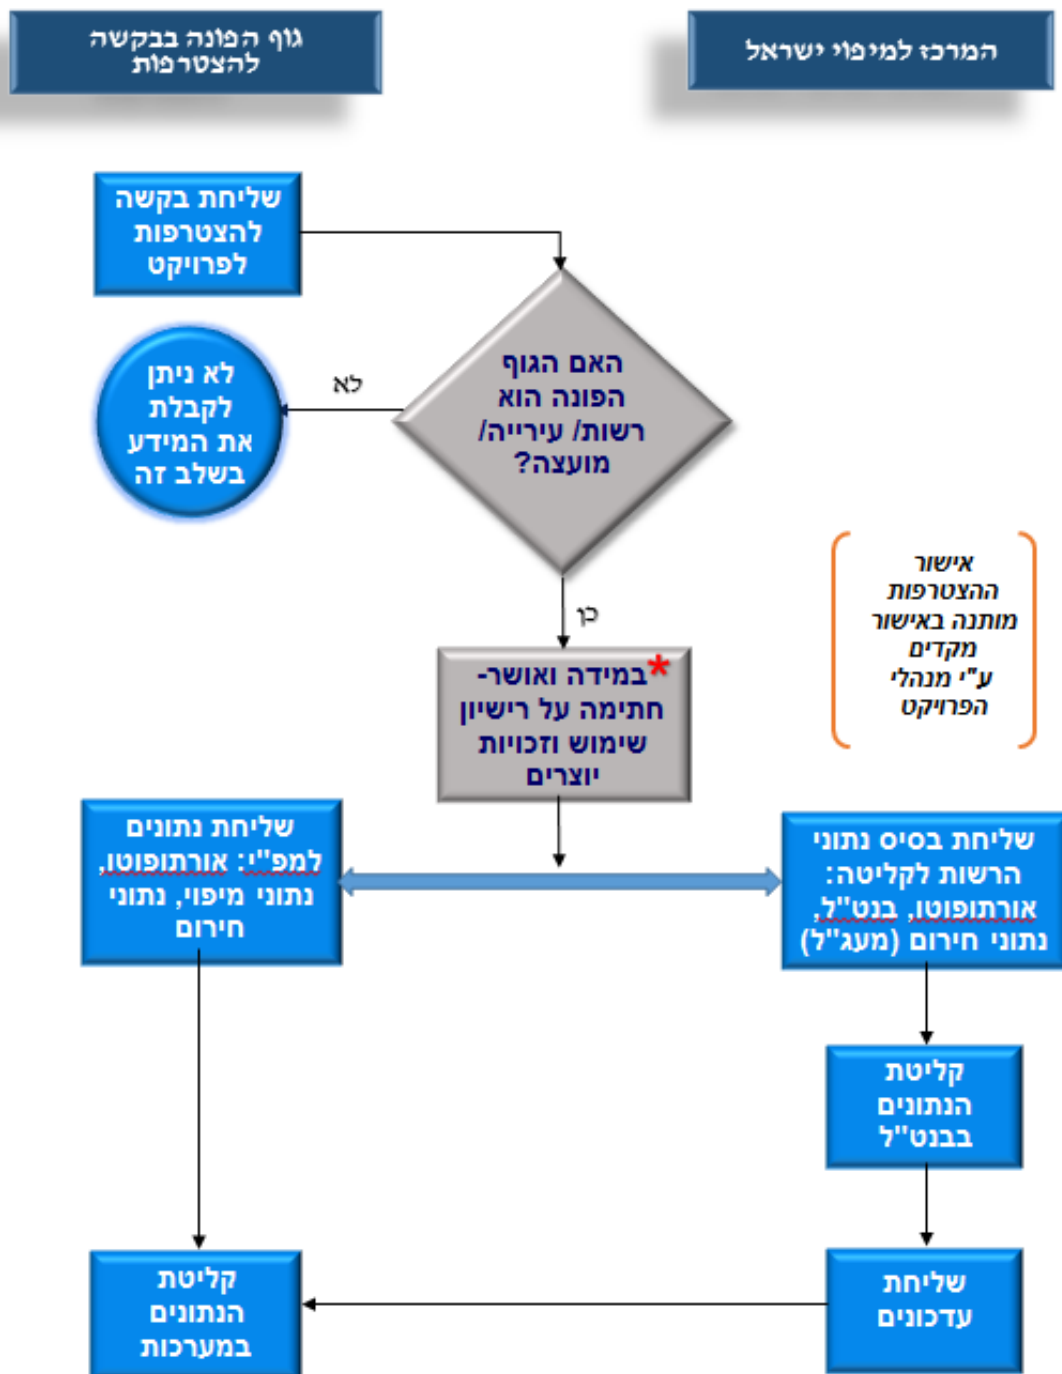 המרכז למיפוי ישראל
גוף הפונה בבקשה
להצטרפות
שליחת בקשה
להצטרפות
לפרויקט
האם הגוף
הפונה הוא
רשות/ עירייה/
מועצה?
לא
לא ניתן
לקבלת
את המידע
בשלב זה
כן
אישור
ההצטרפות
מותנה באישור
מקדים
ע"י מנהלי
הפרויקט
*במידה ואושר-
חתימה על רישיון
שימוש וזכויות
יוצרים
שליחת בסיס נתוני
הרשות לקליטה:
אורתופוטו, בנט"ל,
נתוני חירום (מעג"ל)
שליחת נתונים
למפ"י: אורתופוטו,
נתוני מיפוי, נתוני
חירום
קליטת
הנתונים
בבנט"ל
שליחת
עדכונים
קליטת
הנתונים
במערכות